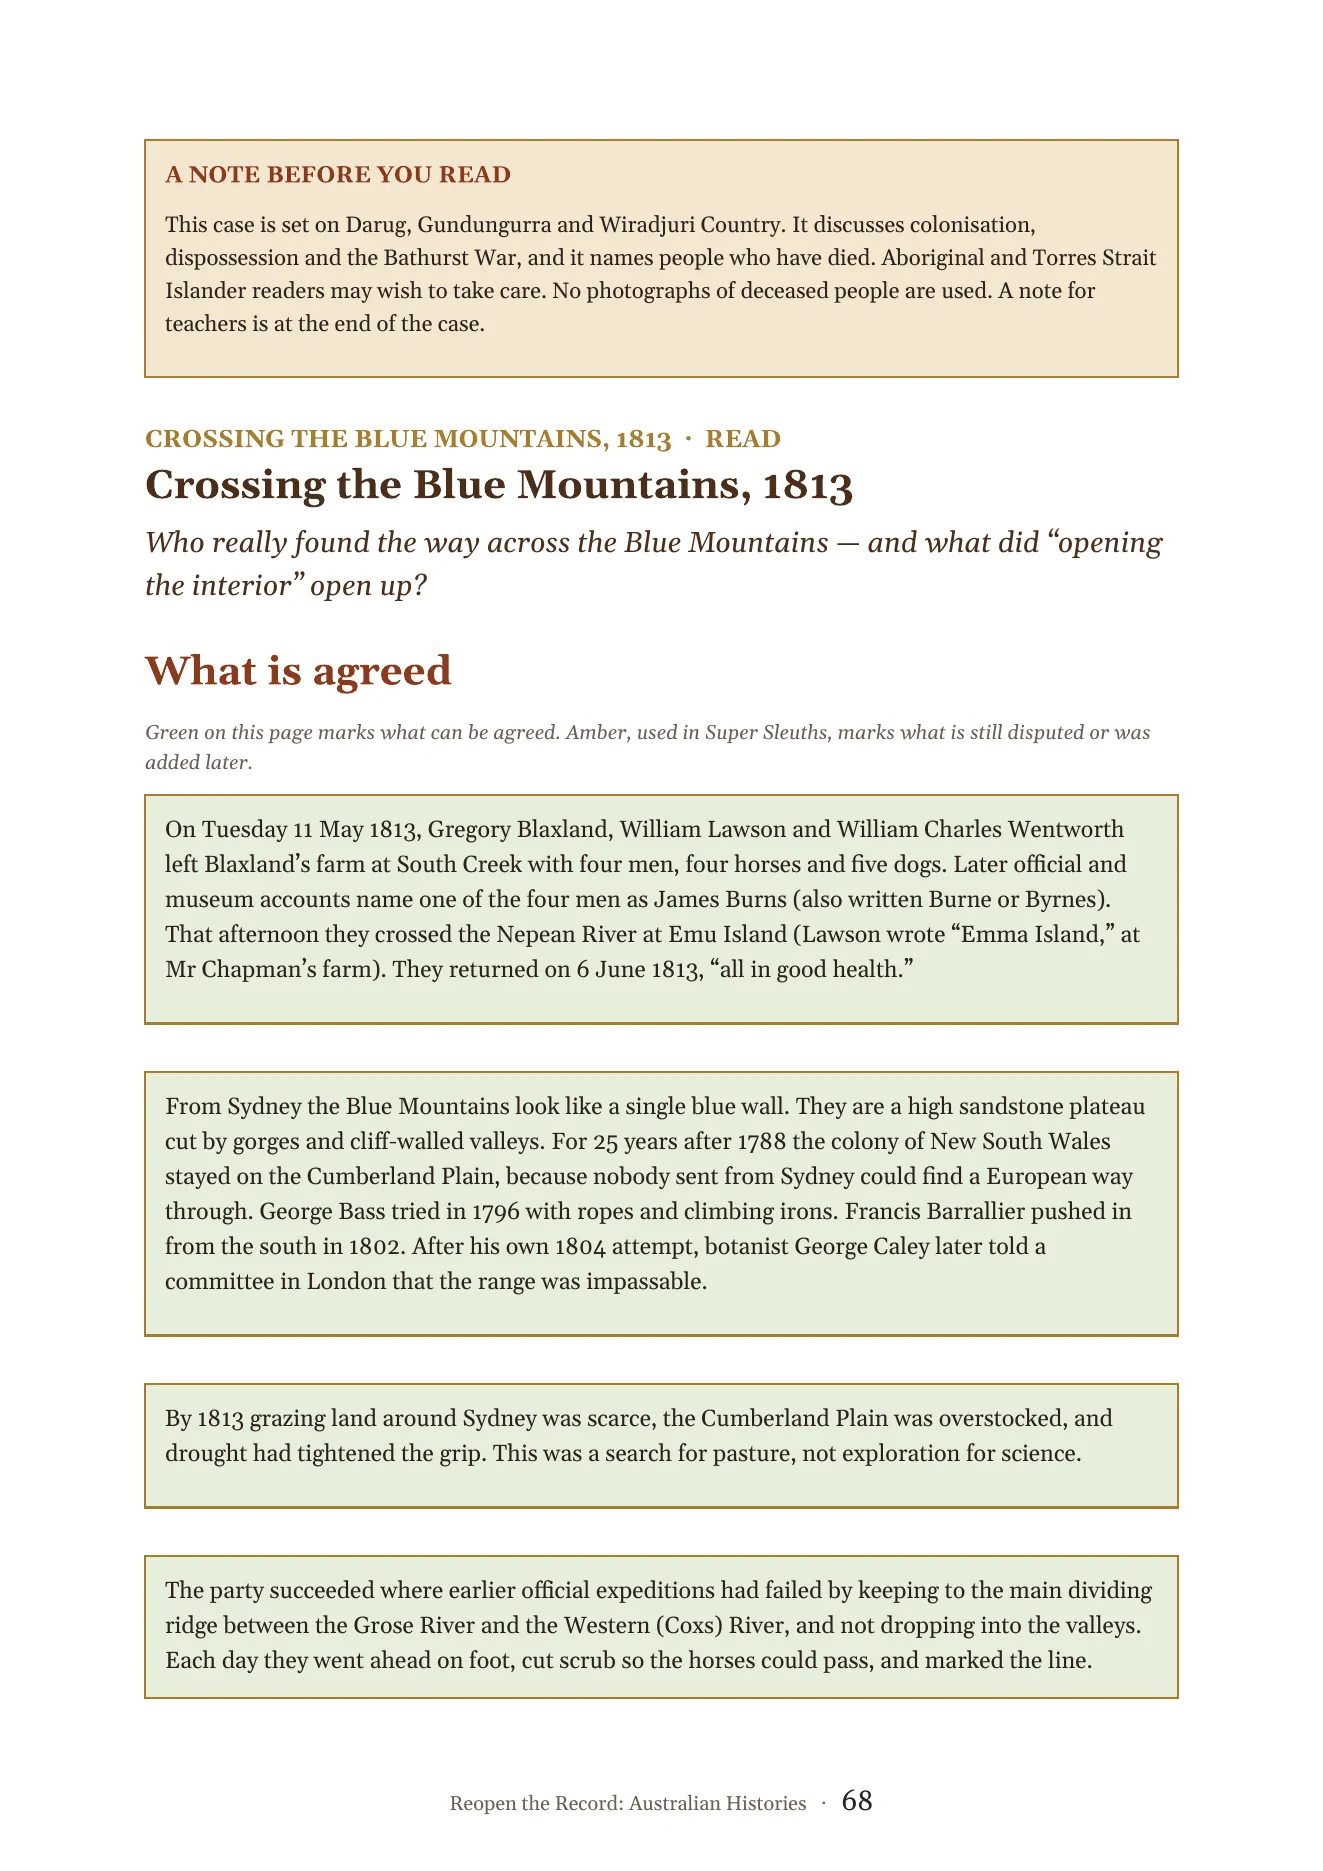 A NOTE BEFORE YOU READ
This case is set on Darug, Gundungurra and Wiradjuri Country. It discusses colonisation,
dispossession and the Bathurst War, and it names people who have died. Aboriginal and Torres Strait
Islander readers may wish to take care. No photographs of deceased people are used. A note for
teachers is at the end of the case.
CROSSING THE BLUE MOUNTAINS, 1813 · READ
Crossing the Blue Mountains, 1813
Who really found the way across the Blue Mountains — and what did “opening
the interior” open up?
What is agreed
Green on this page marks what can be agreed. Amber, used in Super Sleuths, marks what is still disputed or was
added later.
On Tuesday 11 May 1813, Gregory Blaxland, William Lawson and William Charles Wentworth
left Blaxland’s farm at South Creek with four men, four horses and five dogs. Later official and
museum accounts name one of the four men as James Burns (also written Burne or Byrnes).
That afternoon they crossed the Nepean River at Emu Island (Lawson wrote “Emma Island,” at
Mr Chapman’s farm). They returned on 6 June 1813, “all in good health.”
From Sydney the Blue Mountains look like a single blue wall. They are a high sandstone plateau
cut by gorges and cliff-walled valleys. For 25 years after 1788 the colony of New South Wales
stayed on the Cumberland Plain, because nobody sent from Sydney could find a European way
through. George Bass tried in 1796 with ropes and climbing irons. Francis Barrallier pushed in
from the south in 1802. After his own 1804 attempt, botanist George Caley later told a
committee in London that the range was impassable.
By 1813 grazing land around Sydney was scarce, the Cumberland Plain was overstocked, and
drought had tightened the grip. This was a search for pasture, not exploration for science.
The party succeeded where earlier official expeditions had failed by keeping to the main dividing
ridge between the Grose River and the Western (Coxs) River, and not dropping into the valleys.
Each day they went ahead on foot, cut scrub so the horses could pass, and marked the line.
Reopen the Record: Australian Histories · 68